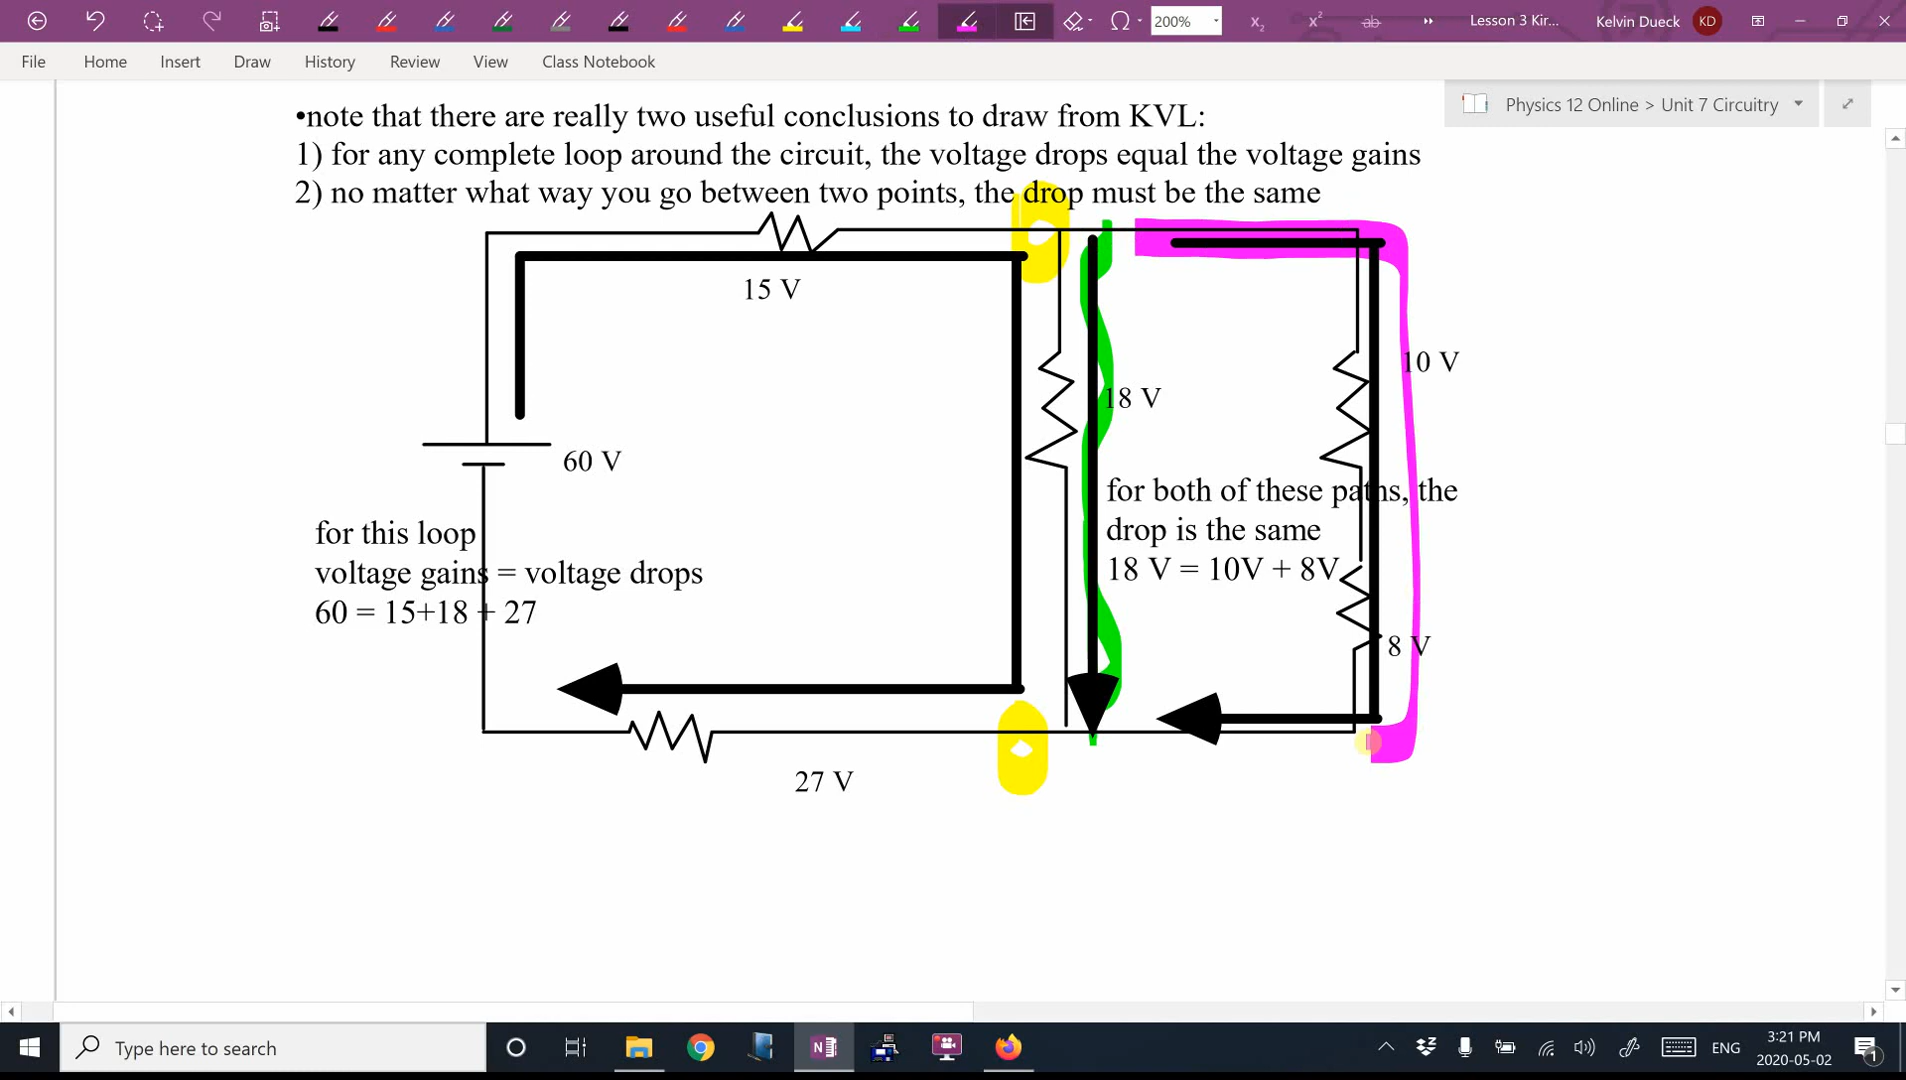 200%
x₂
x²
ab
Lesson 3 Kir...
Kelvin Dueck
KD
File
Home
Insert
Draw
History
Review
View
Class Notebook
Physics 12 Online > Unit 7 Circuitry
•note that there are really two useful conclusions to draw from KVL:
1) for any complete loop around the circuit, the voltage drops equal the voltage gains
2) no matter what way you go between two points, the drop must be the same
15 V
10 V
18 V
60 V
for both of these paths, the
drop is the same
18 V = 10V + 8V
for this loop
voltage gains = voltage drops
60 = 15+18 + 27
8 V
27 V
Type here to search
N
ENG
3:21 PM
2020-05-02
1